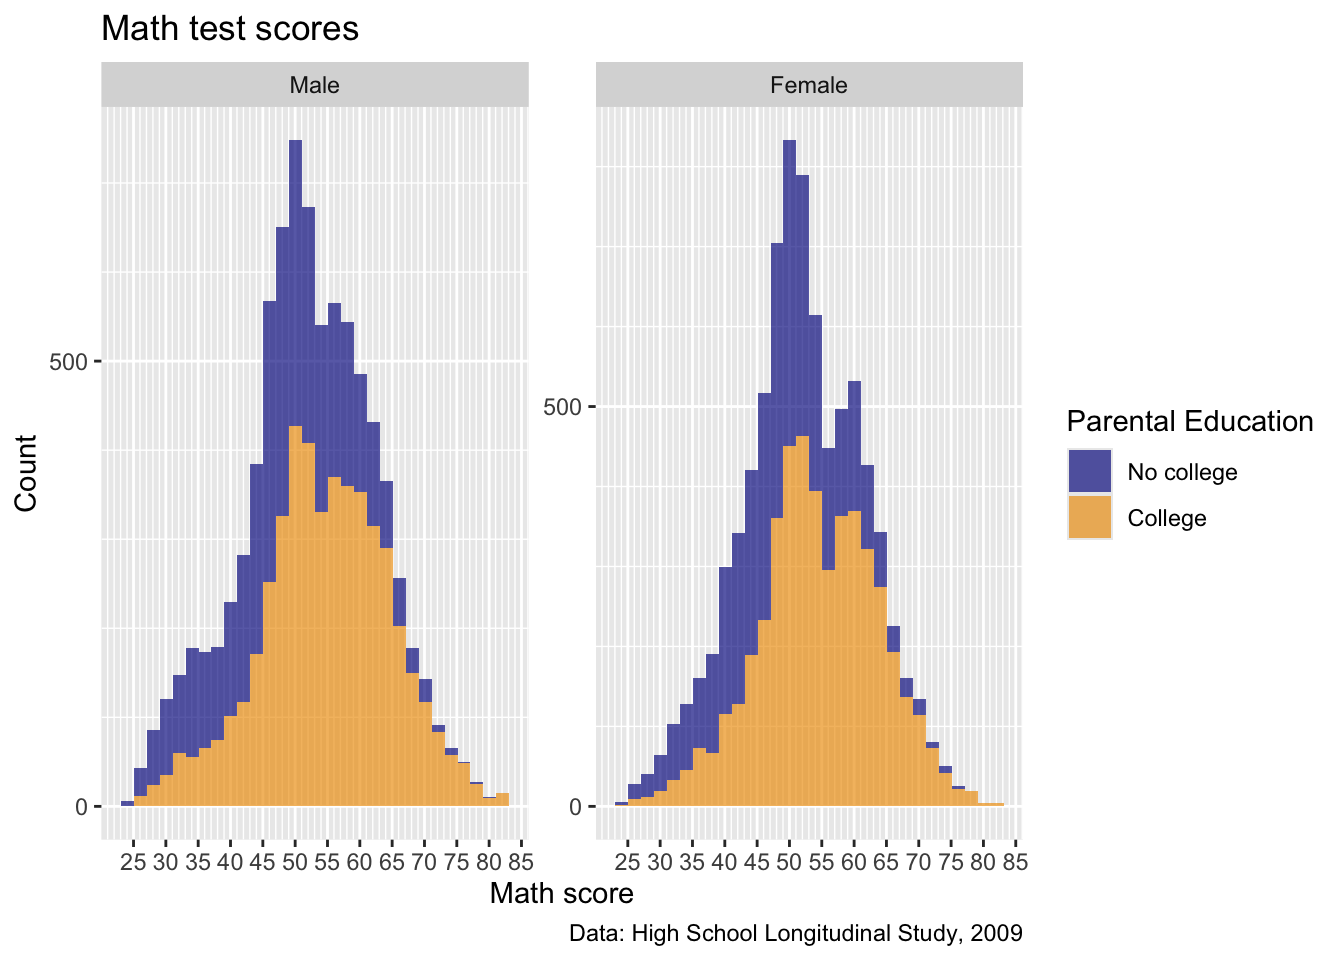 Math test scores
Male
Female
Count
500
0
500
0
25 30 35 40 45 50 55 60 65 70 75 80 85
25 30 35 40 45 50 55 60 65 70 75 80 85
Math score
Parental Education
No college
College
Data: High School Longitudinal Study, 2009